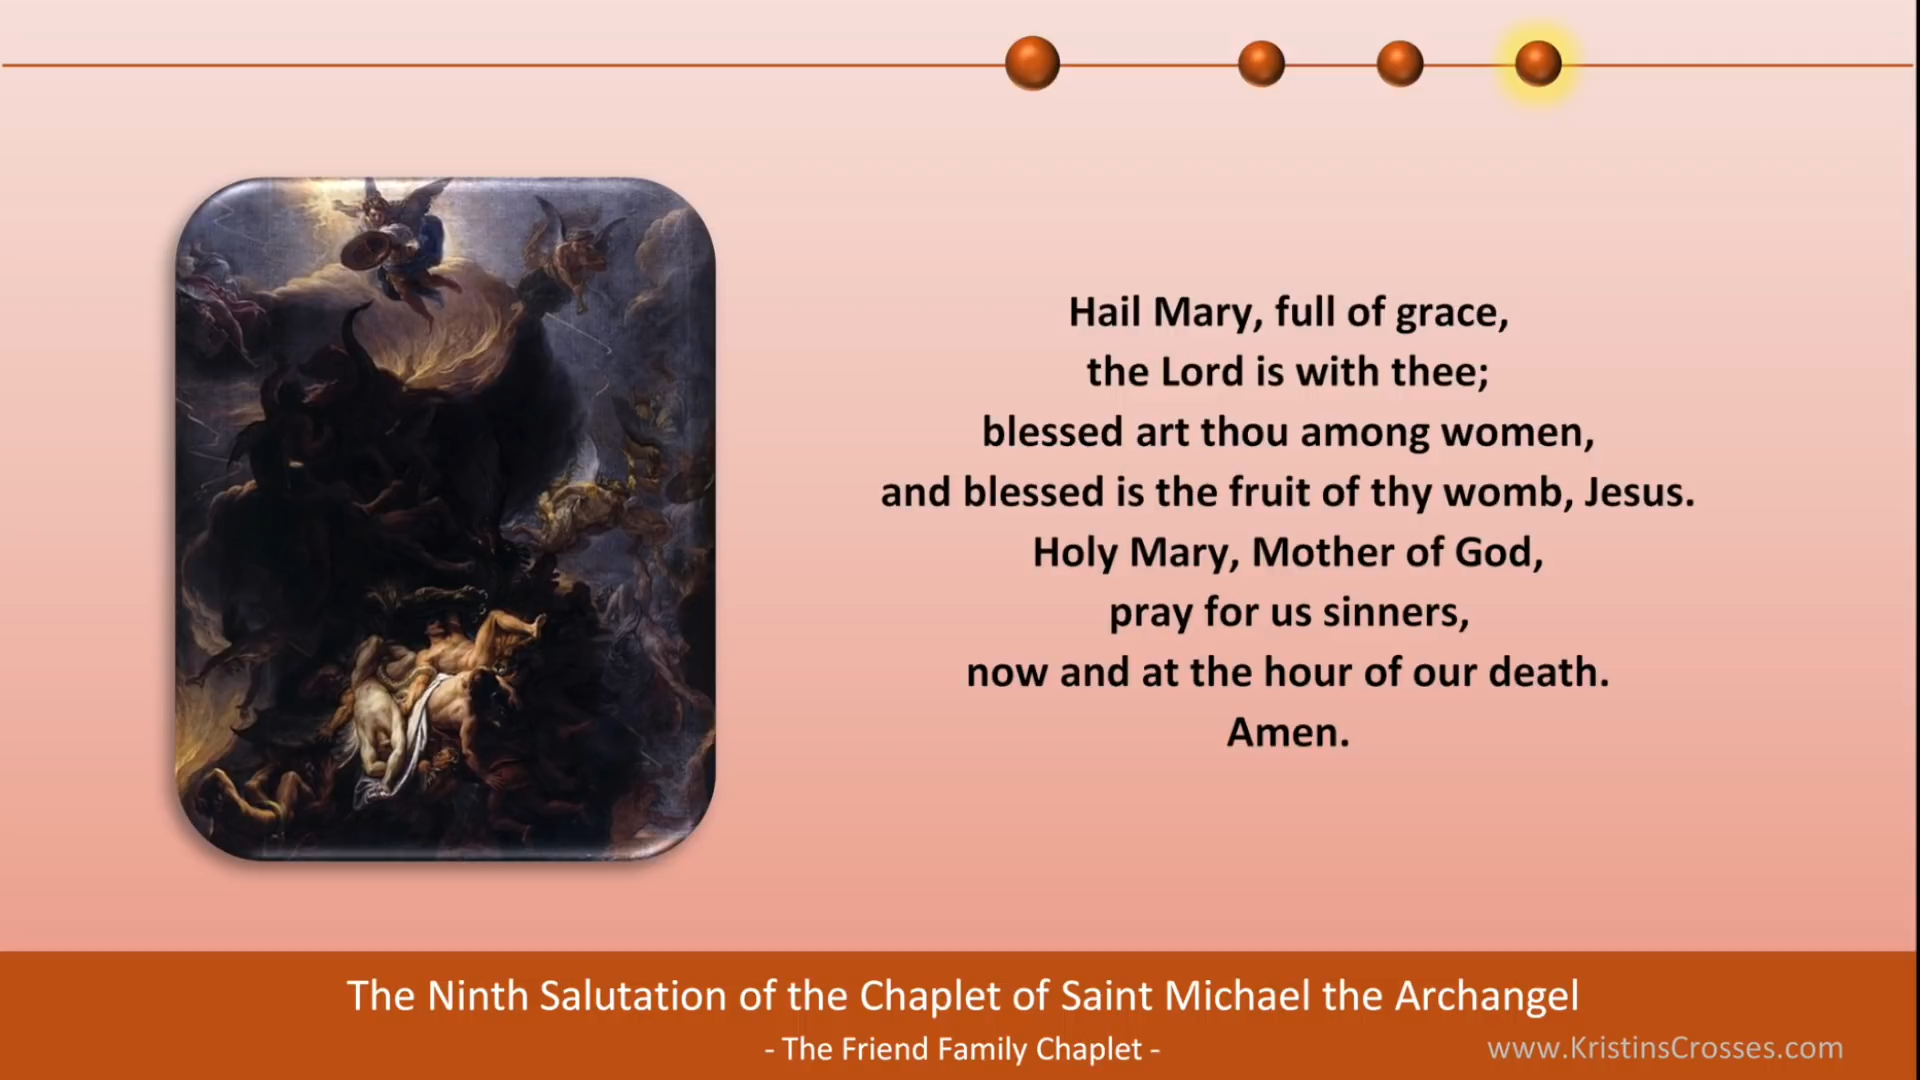 Hail Mary, full of grace,
the Lord is with thee;
blessed art thou among women,
and blessed is the fruit of thy womb, Jesus.
Holy Mary, Mother of God,
pray for us sinners,
now and at the hour of our death.
Amen.
The Ninth Salutation of the Chaplet of Saint Michael the Archangel
- The Friend Family Chaplet -
www.KristinsCrosses.com